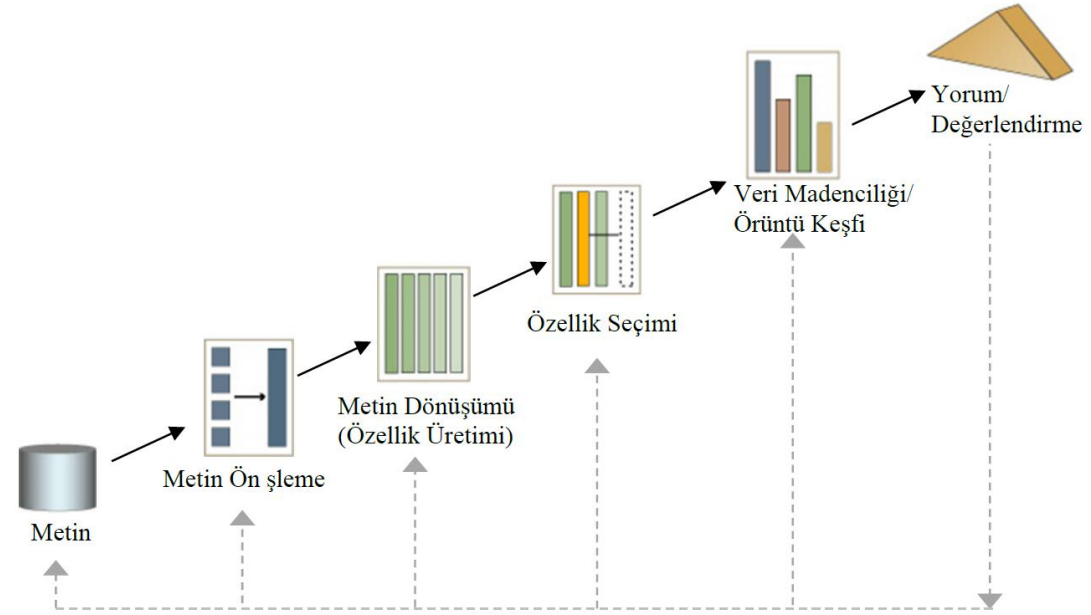 Metin
Metin Ön şleme
Metin Dönüşümü
(Özellik Üretimi)
Özellik Seçimi
Veri Madenciliği/
Örüntü Keşfi
Yorum/
Değerlendirme